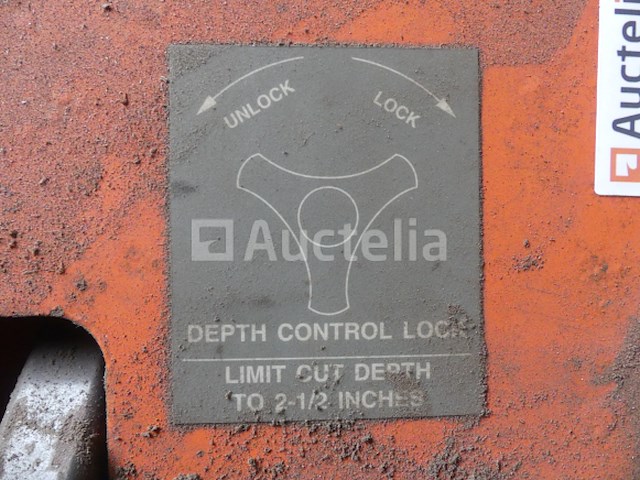 UNLOCK
LOCK
Auctelia
DEPTH CONTROL LOCK
LIMIT CUT DEPTH
TO 2-1/2 INCHES
Auctelia